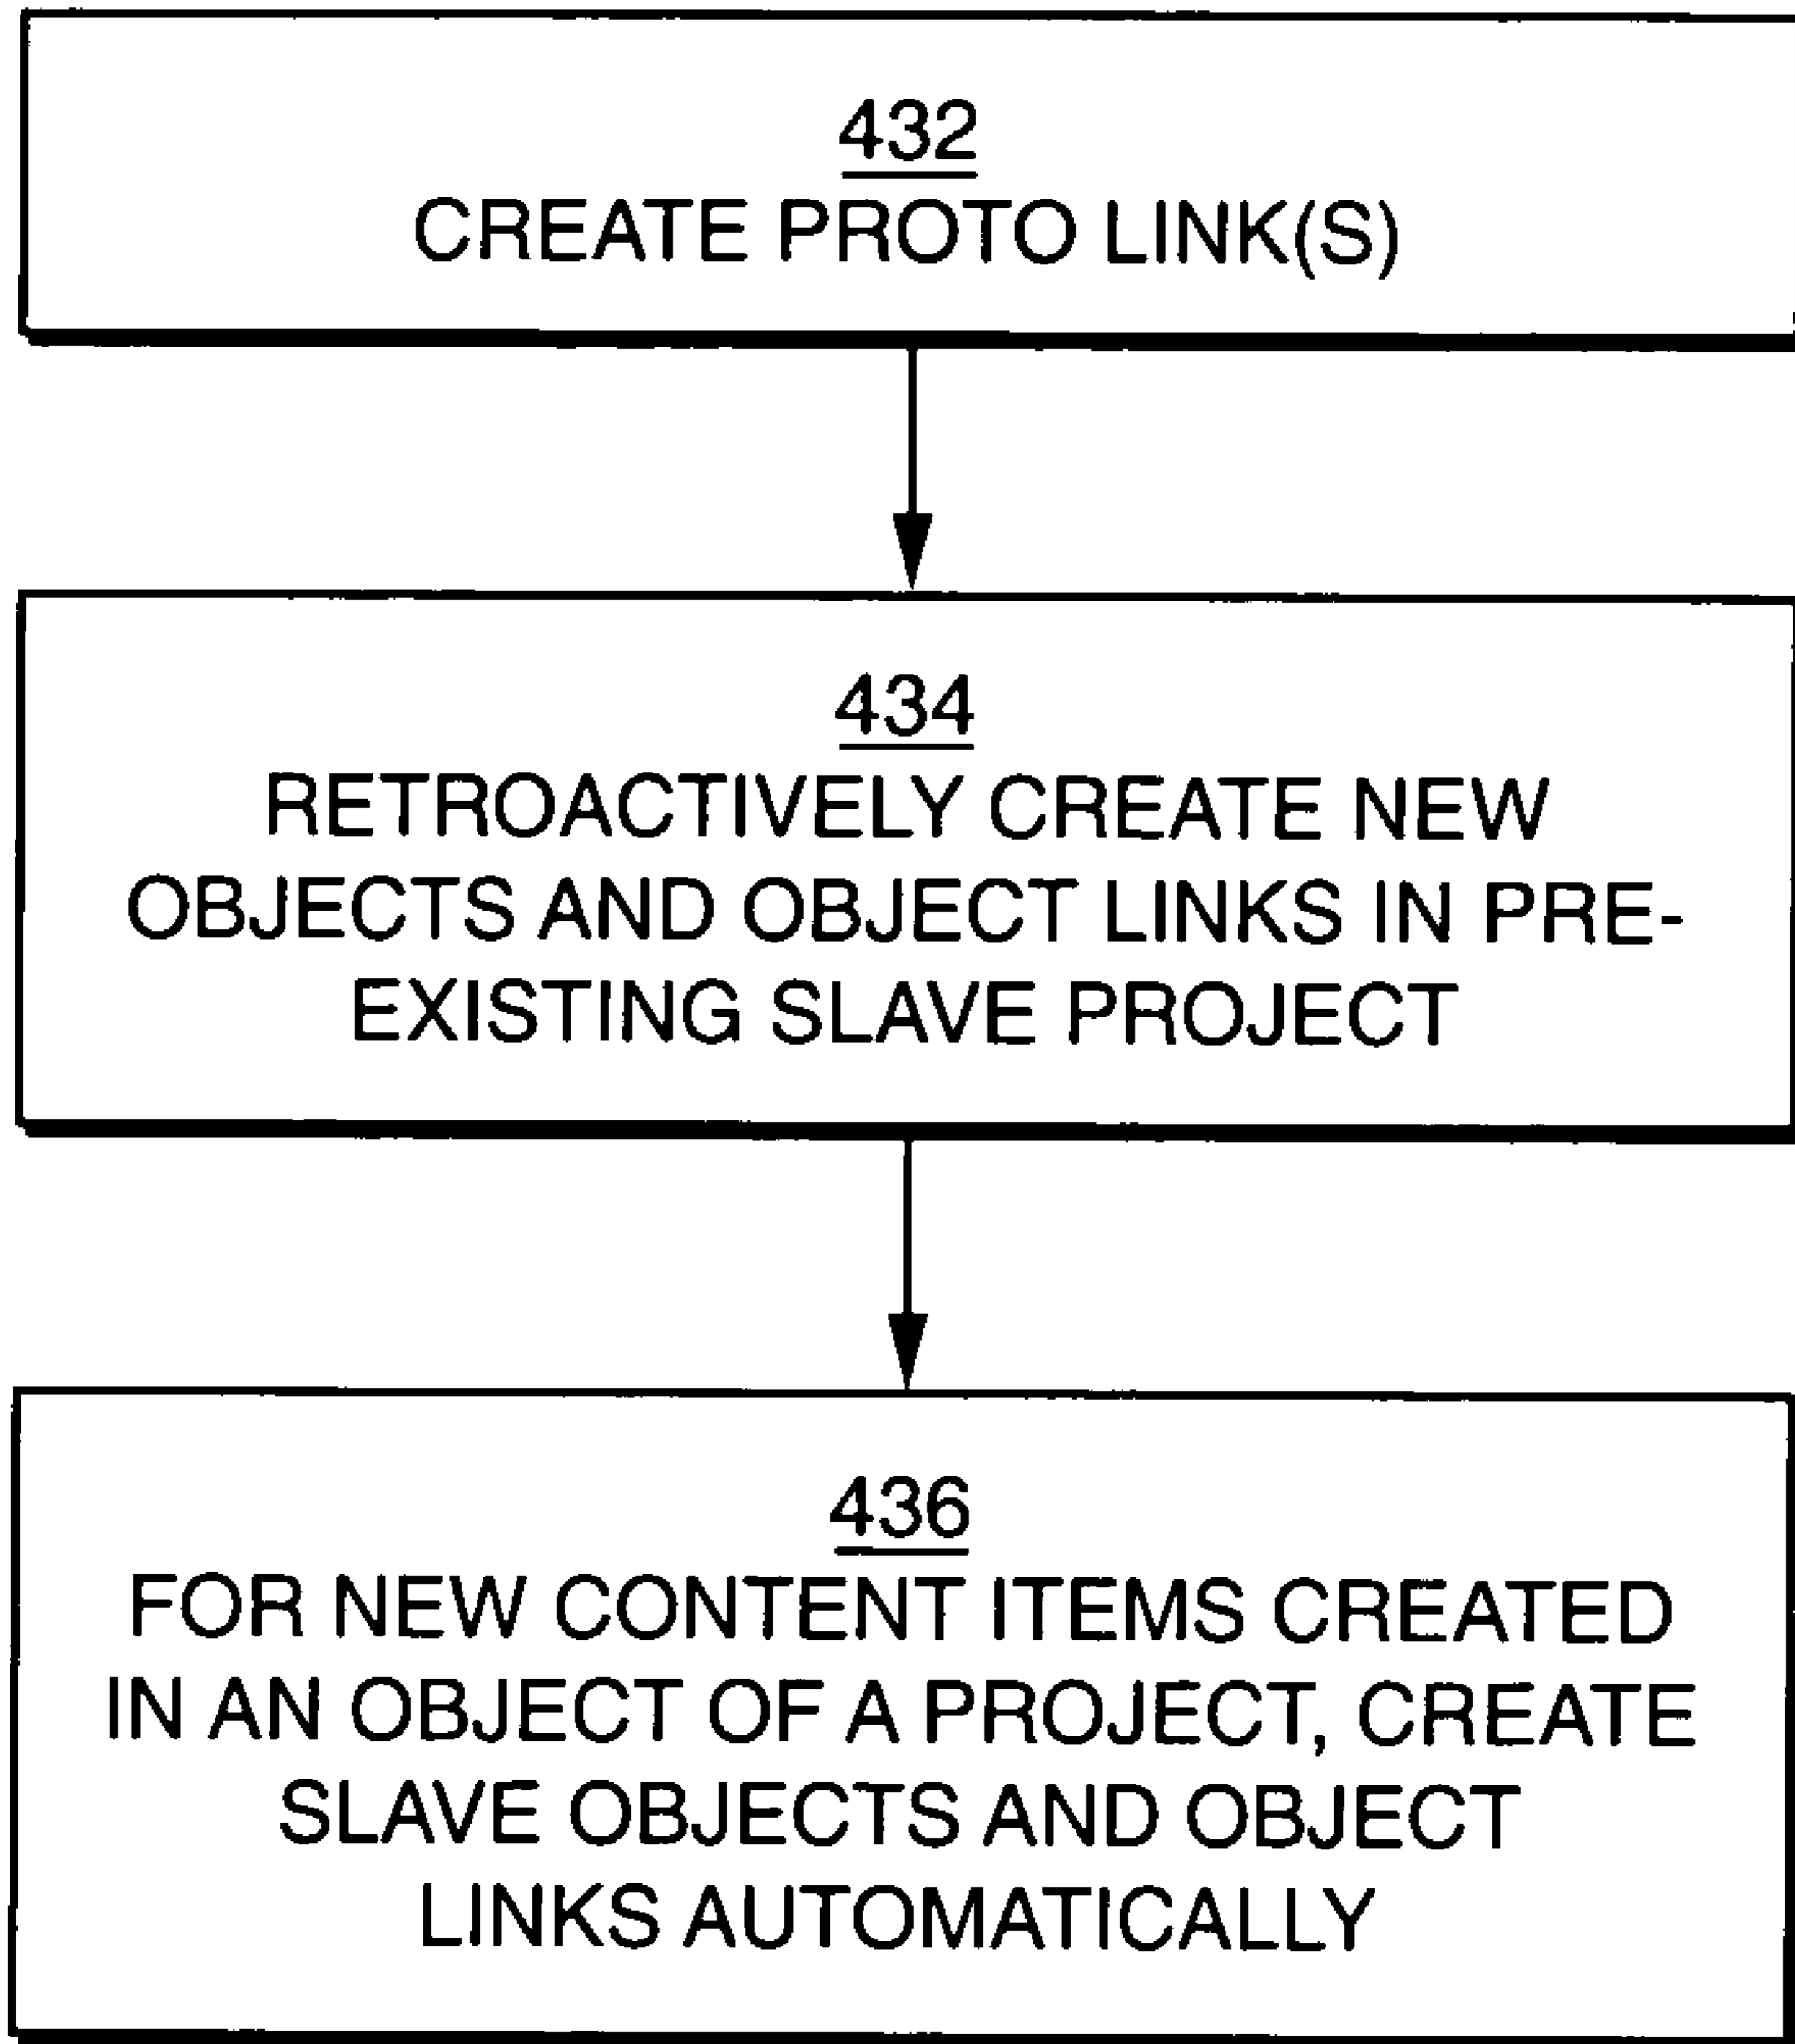 432
CREATE PROTO LINK(S)
434
RETROACTIVELY CREATE NEW
OBJECTS AND OBJECT LINKS IN PRE-
EXISTING SLAVE PROJECT
436
FOR NEW CONTENT ITEMS CREATED
IN AN OBJECT OF A PROJECT, CREATE
SLAVE OBJECTS AND OBJECT
LINKS AUTOMATICALLY